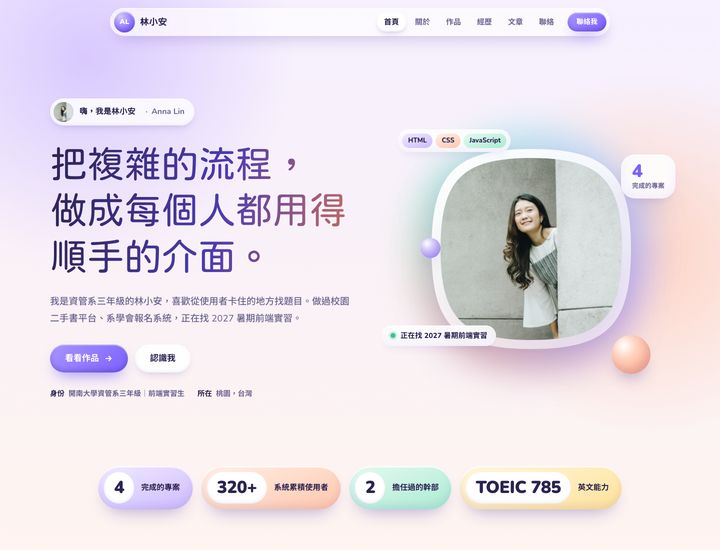 AL 林小安 首頁 關於 作品 經歷 文章 聯絡 聯絡我
嗨，我是林小安 · Anna Lin
把複雜的流程，
做成每個人都用得
順手的介面。
我是資管系三年級的林小安，喜歡從使用者卡住的地方找題目。做過校園
二手書平台、系學會報名系統，正在找 2027 暑期前端實習。
看看作品 → 認識我
身份 開南大學資管系三年級｜前端實習生 所在 桃園，台灣
HTML CSS JavaScript
4
完成的專案
正在找 2027 暑期前端實習
4 完成的專案 320+ 系統累積使用者 2 擔任過的幹部 TOEIC 785 英文能力